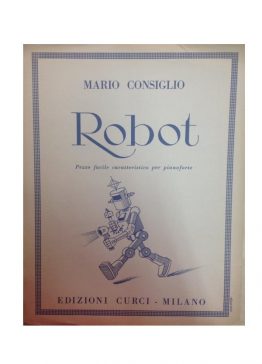 MARIO CONSIGLIO
Robot
Pezzo facile caratteristico per pianoforte
EDIZIONI CURCI - MILANO